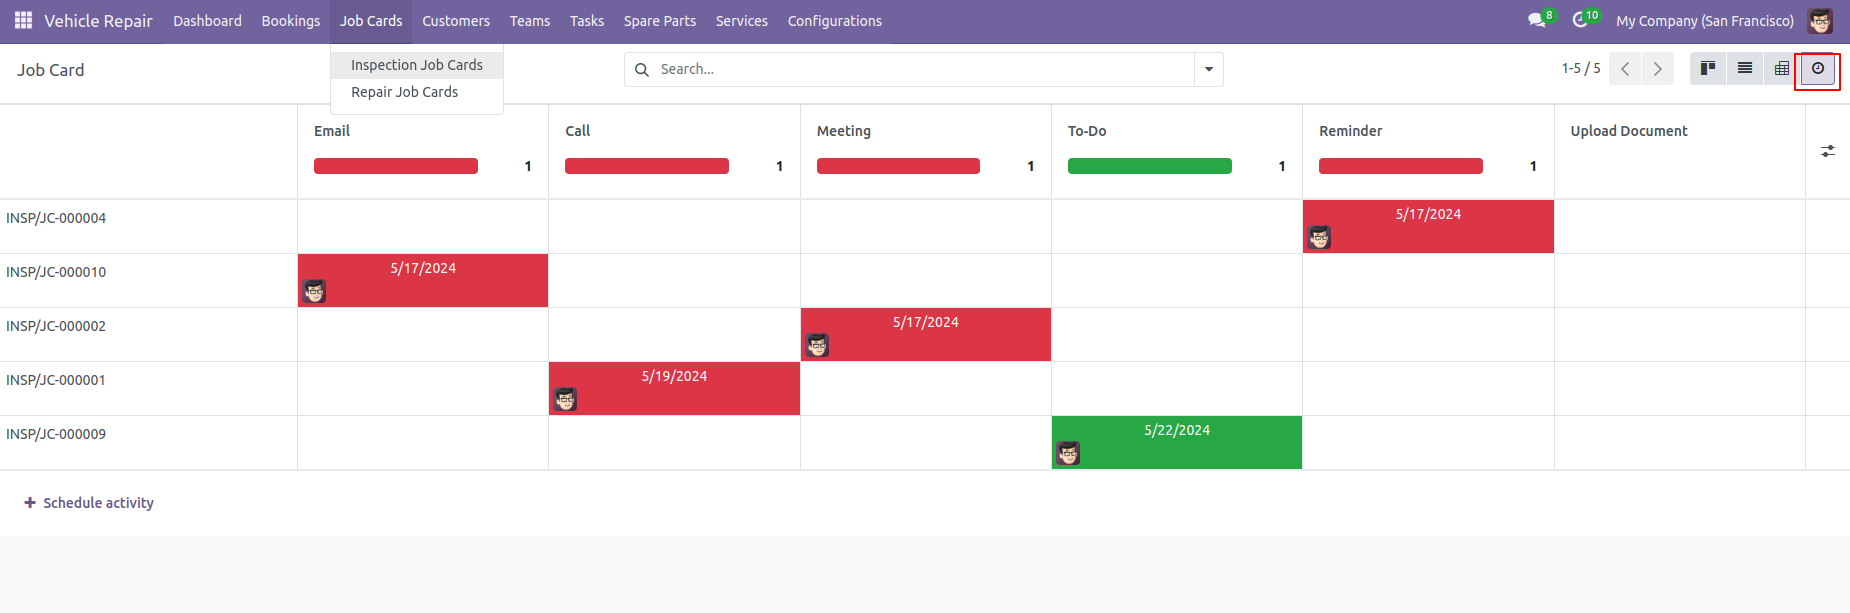 Vehicle Repair Dashboard Bookings Job Cards Customers Teams Tasks Spare Parts Services Configurations 8 10 My Company (San Francisco)
Job Card Search... 1-5 / 5
Inspection Job Cards
Repair Job Cards
Email Call Meeting To-Do Reminder Upload Document
1 1 1 1 1
INSP/JC-000004 5/17/2024
INSP/JC-000010 5/17/2024
INSP/JC-000002 5/17/2024
INSP/JC-000001 5/19/2024
INSP/JC-000009 5/22/2024
+ Schedule activity